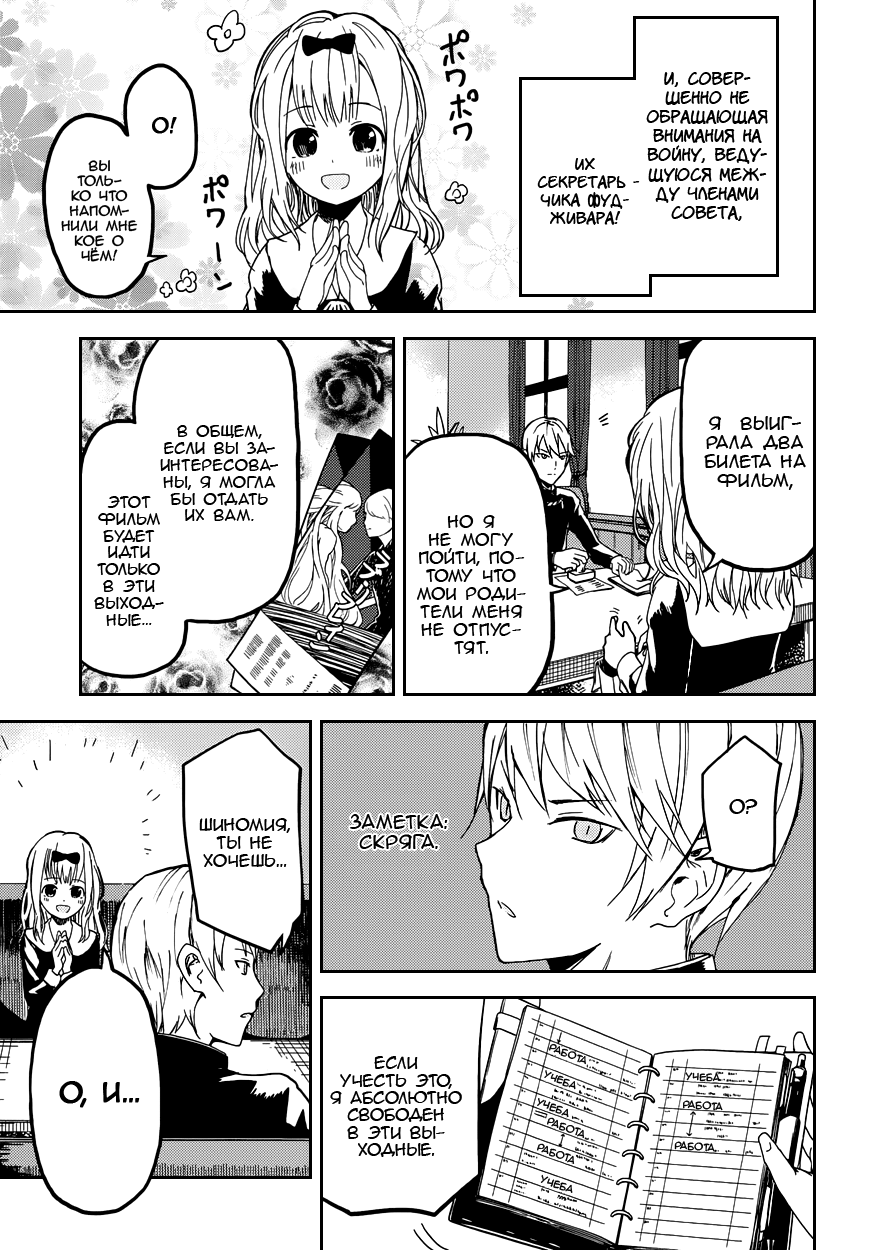 И, СОВЕР-
ШЕННО НЕ
ОБРАЩАЮЩАЯ
ВНИМАНИЯ НА
ВОЙНУ, ВЕДУ-
ЩУЮСЯ МЕЖ-
ДУ ЧЛЕНАМИ
СОВЕТА,
ИХ
СЕКРЕТАРЬ -
ЧИКА ФУД-
ЖИВАРА!
ポワポワ
ポワーン
О!
ВЫ
ТОЛЬ-
КО ЧТО
НАПОМ-
НИЛИ МНЕ
КОЕ О
ЧЁМ!
Я ВЫИГ-
РАЛА ДВА
БИЛЕТА НА
ФИЛЬМ,
НО Я
НЕ МОГУ
ПОЙТИ, ПО-
ТОМУ ЧТО
МОИ РОДИ-
ТЕЛИ МЕНЯ
НЕ ОТПУС-
ТЯТ.
В ОБЩЕМ,
ЕСЛИ ВЫ ЗА-
ИНТЕРЕСОВА-
НЫ, Я МОГЛА
БЫ ОТДАТЬ
ИХ ВАМ.
ЭТОТ
ФИЛЬМ
БУДЕТ
ИДТИ
ТОЛЬКО
В ЭТИ
ВЫХОД-
НЫЕ...
О?
ЗАМЕТКА:
СКРЯГА.
РАБОТА
УЧЕБА
УЧЕБА
РАБОТА
РАБОТА
УЧЕБА
УЧЕБА
РАБОТА
РАБОТА
ЕСЛИ
УЧЕСТЬ ЭТО,
Я АБСОЛЮТНО
СВОБОДЕН
В ЭТИ ВЫ-
ХОДНЫЕ.
ШИНОМИЯ,
ТЫ НЕ
ХОЧЕШЬ...
О, И...